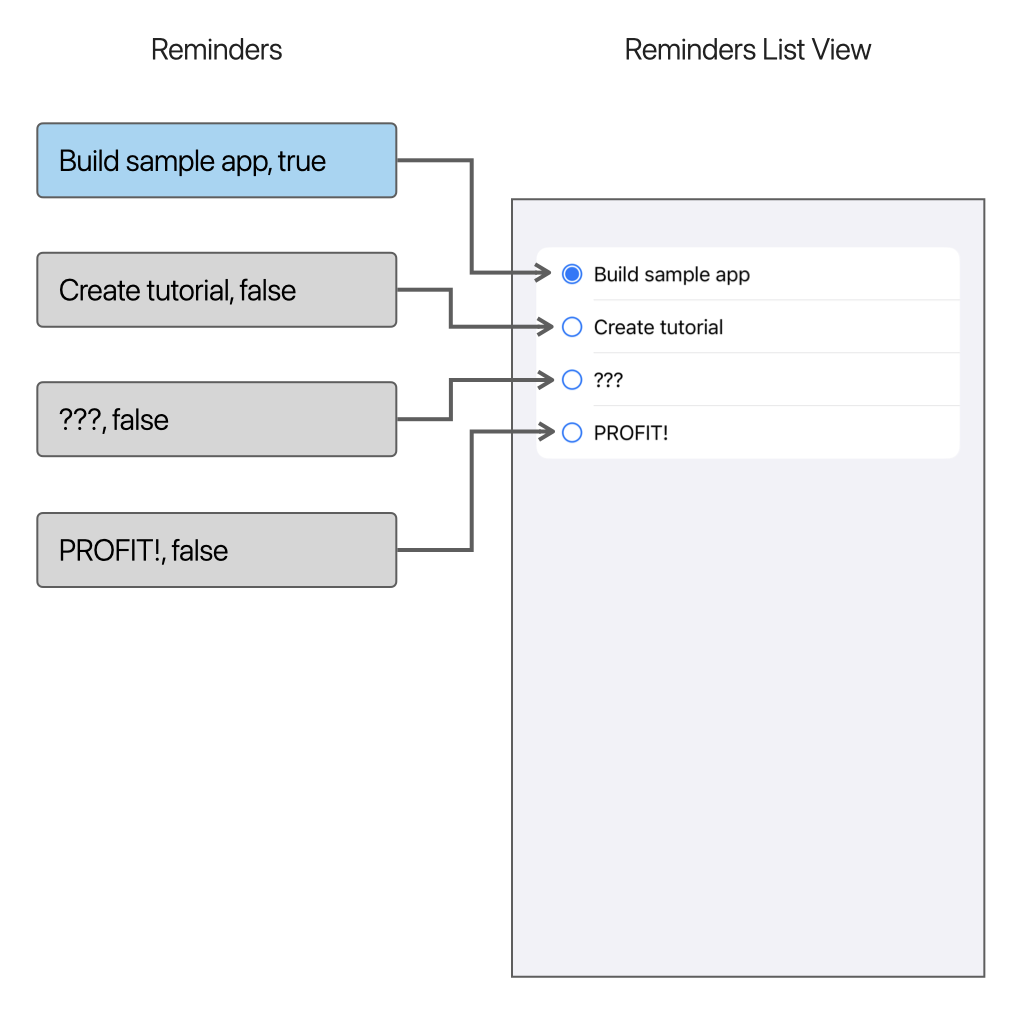 Reminders
Reminders List View
Build sample app, true
Create tutorial, false
???, false
PROFIT!, false
Build sample app
Create tutorial
???
PROFIT!